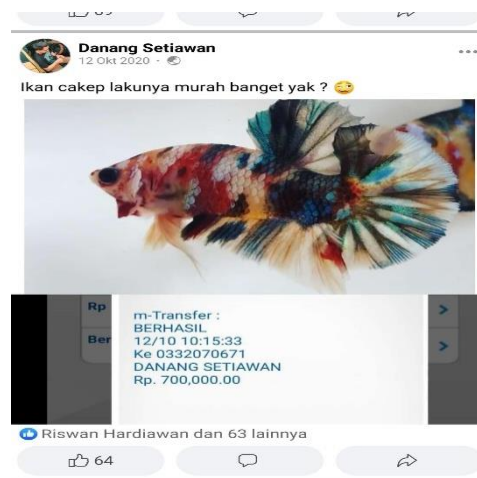 Danang Setiawan
12 Okt 2020 ·
Ikan cakep lakunya murah banget yak ? 😳
Rp
Ber
m-Transfer :
BERHASIL
12/10 10:15:33
Ke 0332070671
DANANG SETIAWAN
Rp. 700,000.00
Riswan Hardiawan dan 63 lainnya
64